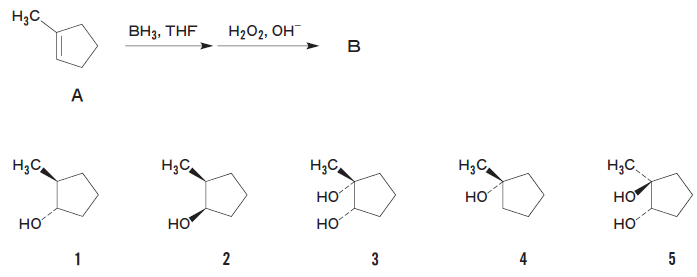 H₃C
BH₃, THF H₂O₂, OH⁻
B
A
H₃C H₃C H₃C H₃C H₃C
HO HO HO
HO HO HO HO
1 2 3 4 5